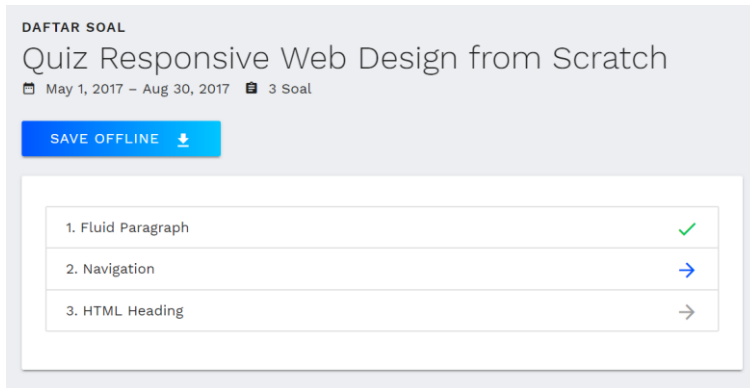 DAFTAR SOAL
Quiz Responsive Web Design from Scratch
May 1, 2017 – Aug 30, 2017 3 Soal
SAVE OFFLINE
1. Fluid Paragraph
2. Navigation
3. HTML Heading